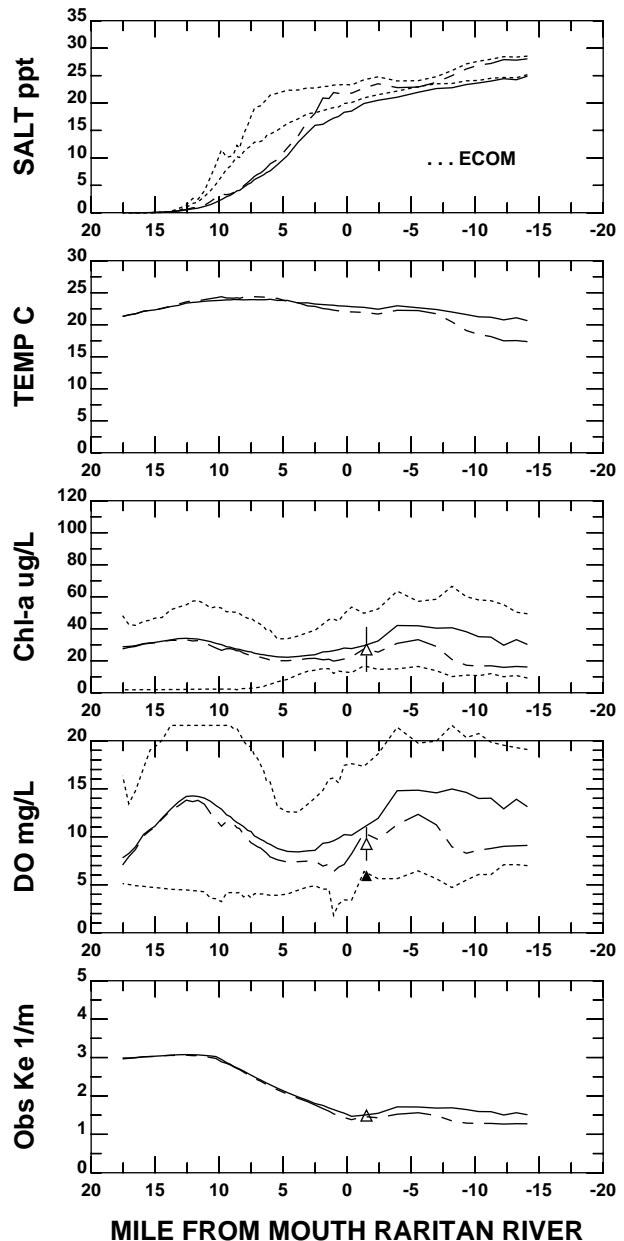 SALT ppt
35
30
25
20
15
10
5
0
. . . ECOM
20 15 10 5 0 -5 -10 -15 -20
TEMP C
30
25
20
15
10
5
0
20 15 10 5 0 -5 -10 -15 -20
Chl-a ug/L
120
100
80
60
40
20
0
20 15 10 5 0 -5 -10 -15 -20
DO mg/L
20
15
10
5
0
20 15 10 5 0 -5 -10 -15 -20
Obs Ke 1/m
5
4
3
2
1
0
20 15 10 5 0 -5 -10 -15 -20
MILE FROM MOUTH RARITAN RIVER